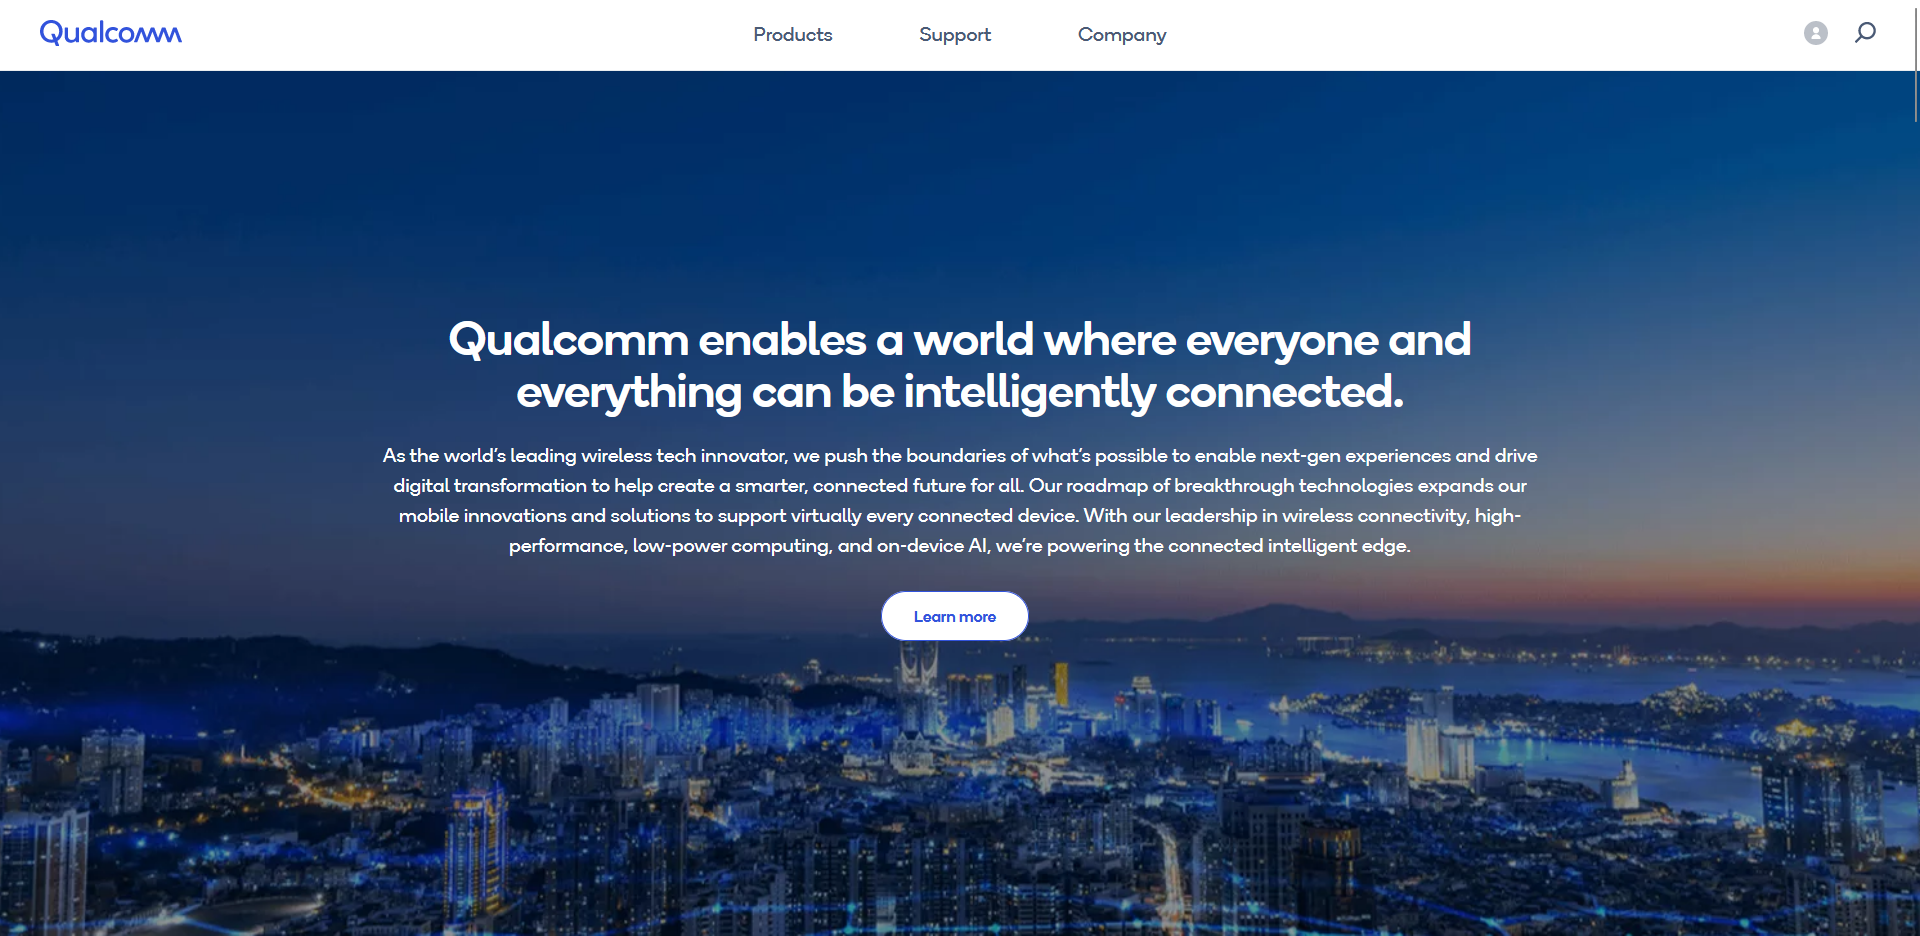 Qualcomm
Products
Support
Company
Qualcomm enables a world where everyone and
everything can be intelligently connected.
As the world’s leading wireless tech innovator, we push the boundaries of what’s possible to enable next-gen experiences and drive
digital transformation to help create a smarter, connected future for all. Our roadmap of breakthrough technologies expands our
mobile innovations and solutions to support virtually every connected device. With our leadership in wireless connectivity, high-
performance, low-power computing, and on-device AI, we’re powering the connected intelligent edge.
Learn more